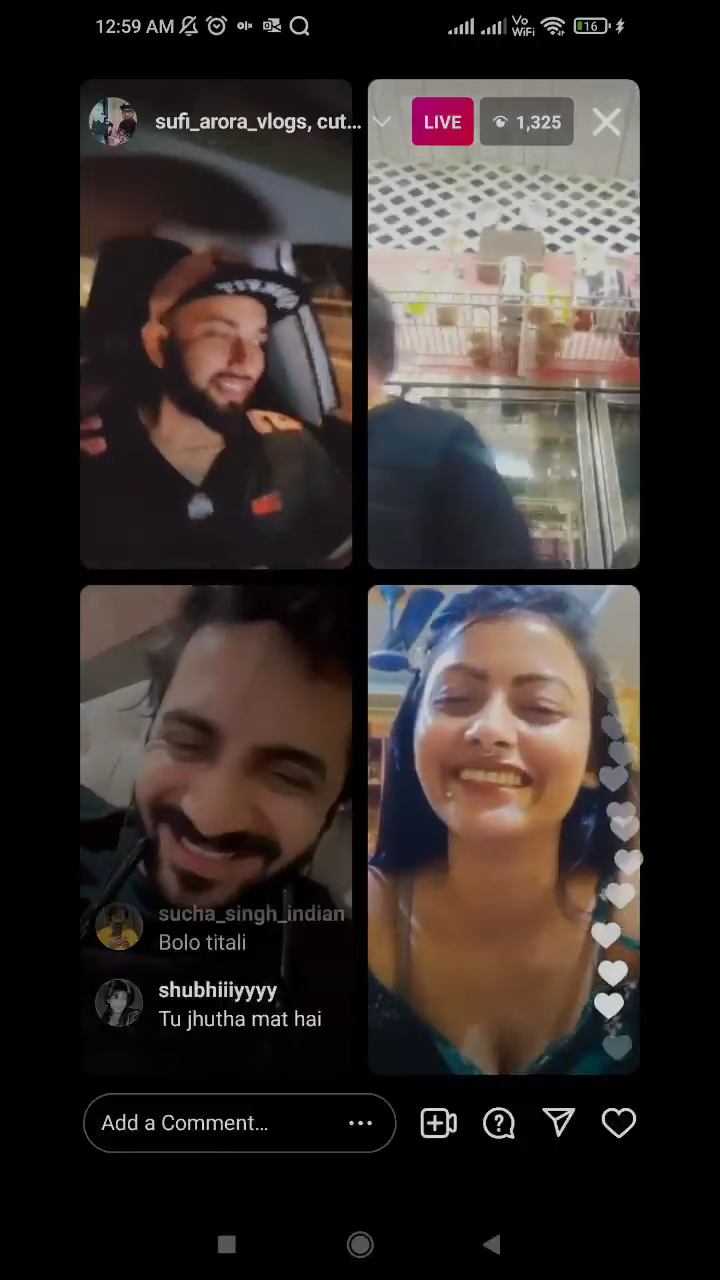 12:59 AM
Vo
WiFi
16
sufi_arora_vlogs, cut...
LIVE
1,325
sucha_singh_indian
Bolo titali
shubhiiiyyyy
Tu jhutha mat hai
Add a Comment...